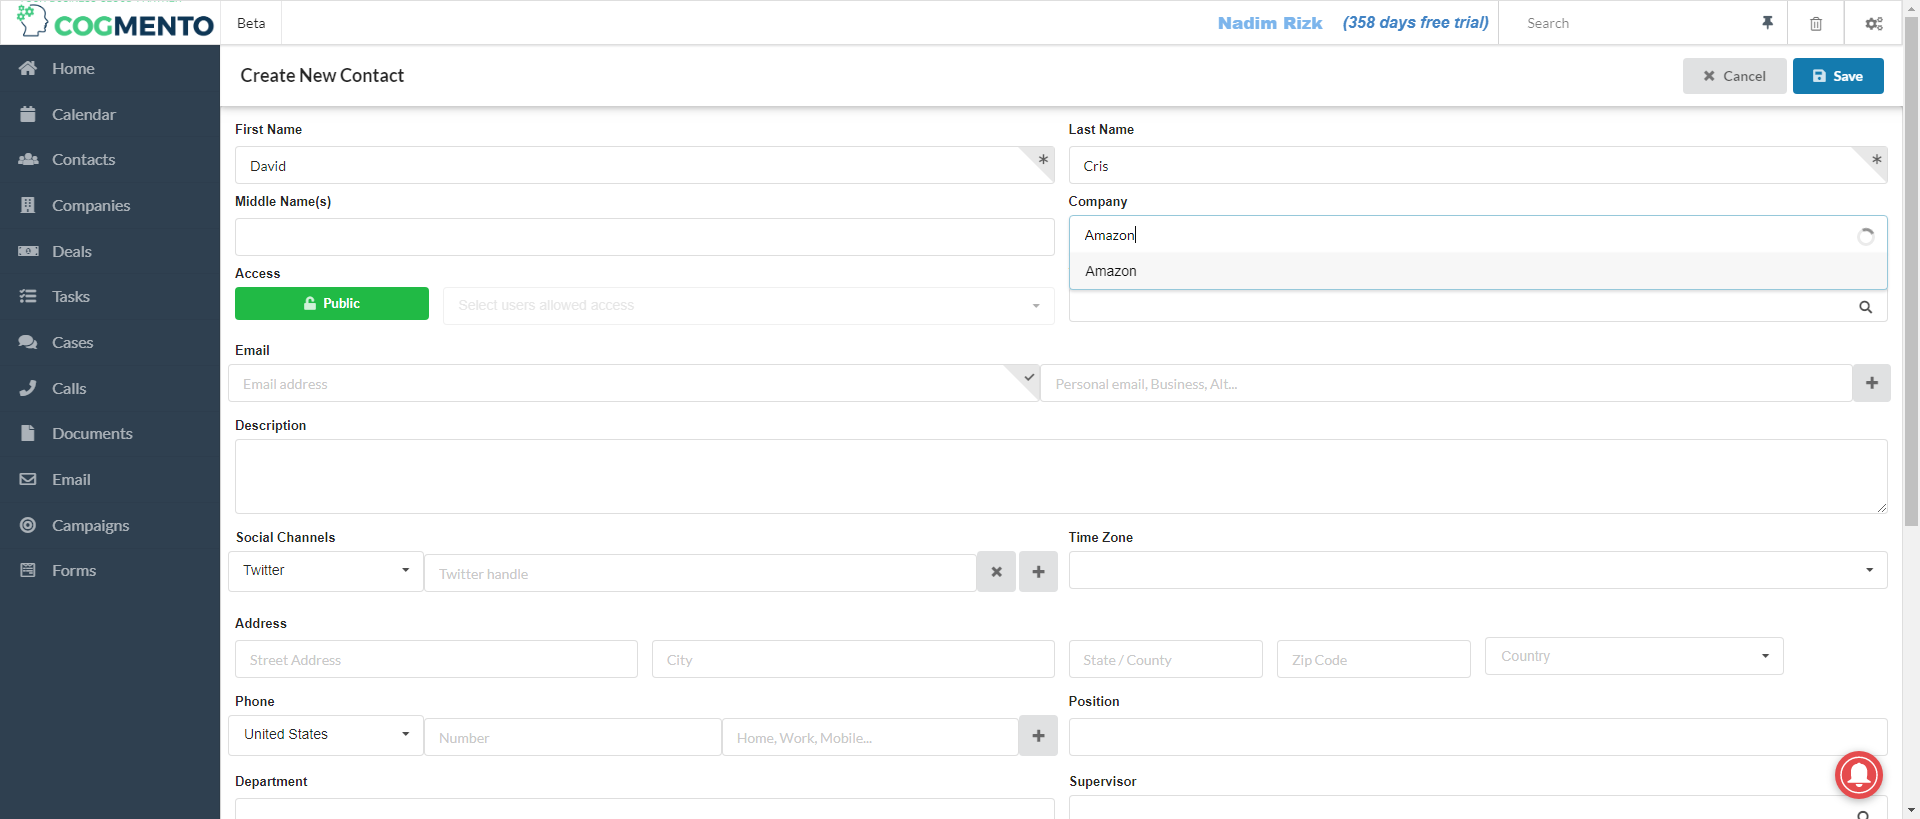 COGMENTO
Beta
Nadim Rizk
(358 days free trial)
Search
Home
Calendar
Contacts
Companies
Deals
Tasks
Cases
Calls
Documents
Email
Campaigns
Forms
Create New Contact
Cancel
Save
First Name
Last Name
David
*
Cris
*
Middle Name(s)
Company
Amazon
Amazon
Access
Public
Select users allowed access
Email
Email address
Personal email, Business, Alt...
Description
Social Channels
Time Zone
Twitter
Twitter handle
Address
Street Address
City
State / County
Zip Code
Country
Phone
Position
United States
Number
Home, Work, Mobile...
Department
Supervisor